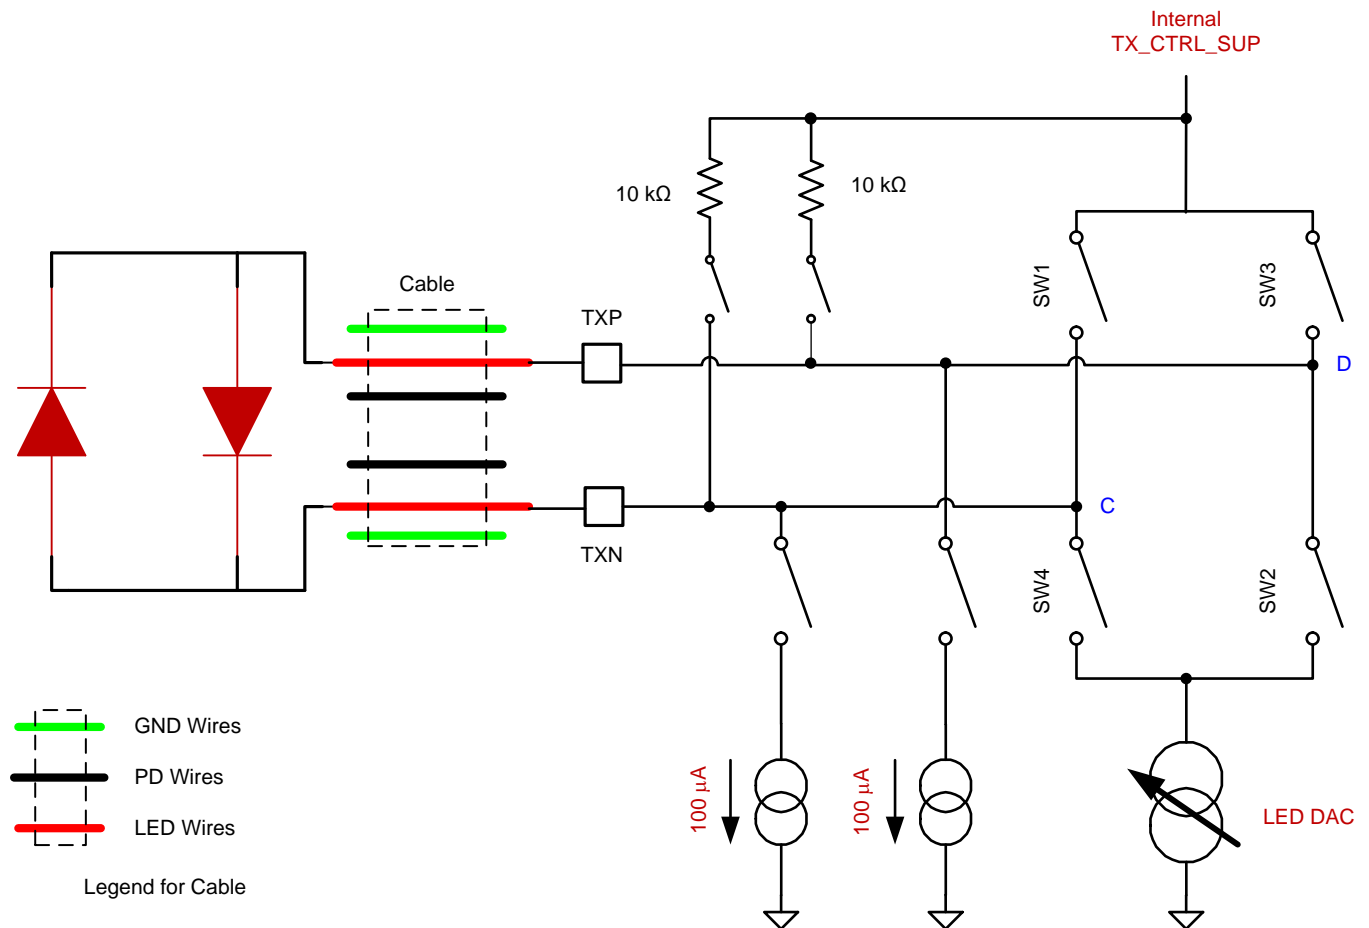 Internal
TX_CTRL_SUP
10 kΩ
10 kΩ
SW1
SW3
Cable
TXP
D
C
TXN
SW4
SW2
GND Wires
PD Wires
LED Wires
100 µA
100 µA
LED DAC
Legend for Cable